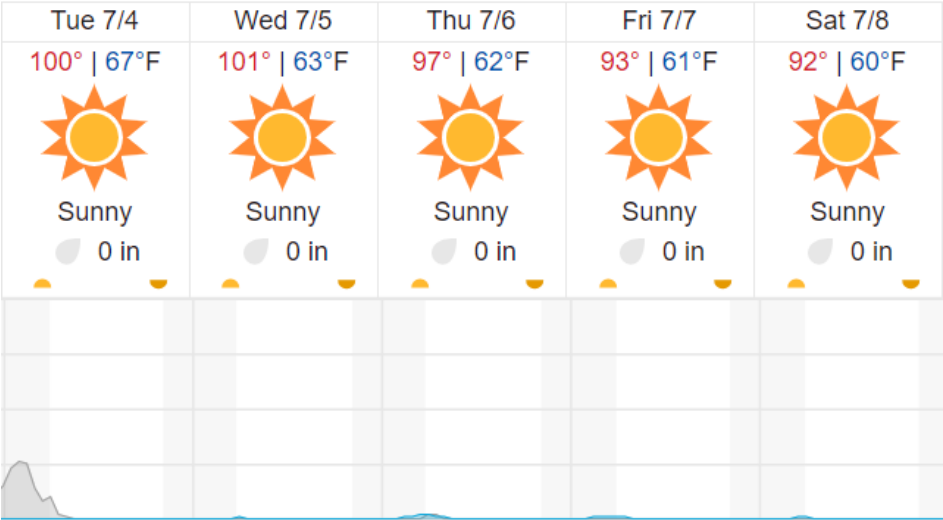 Tue 7/4 Wed 7/5 Thu 7/6 Fri 7/7 Sat 7/8
100° | 67°F 101° | 63°F 97° | 62°F 93° | 61°F 92° | 60°F
Sunny Sunny Sunny Sunny Sunny
0 in 0 in 0 in 0 in 0 in